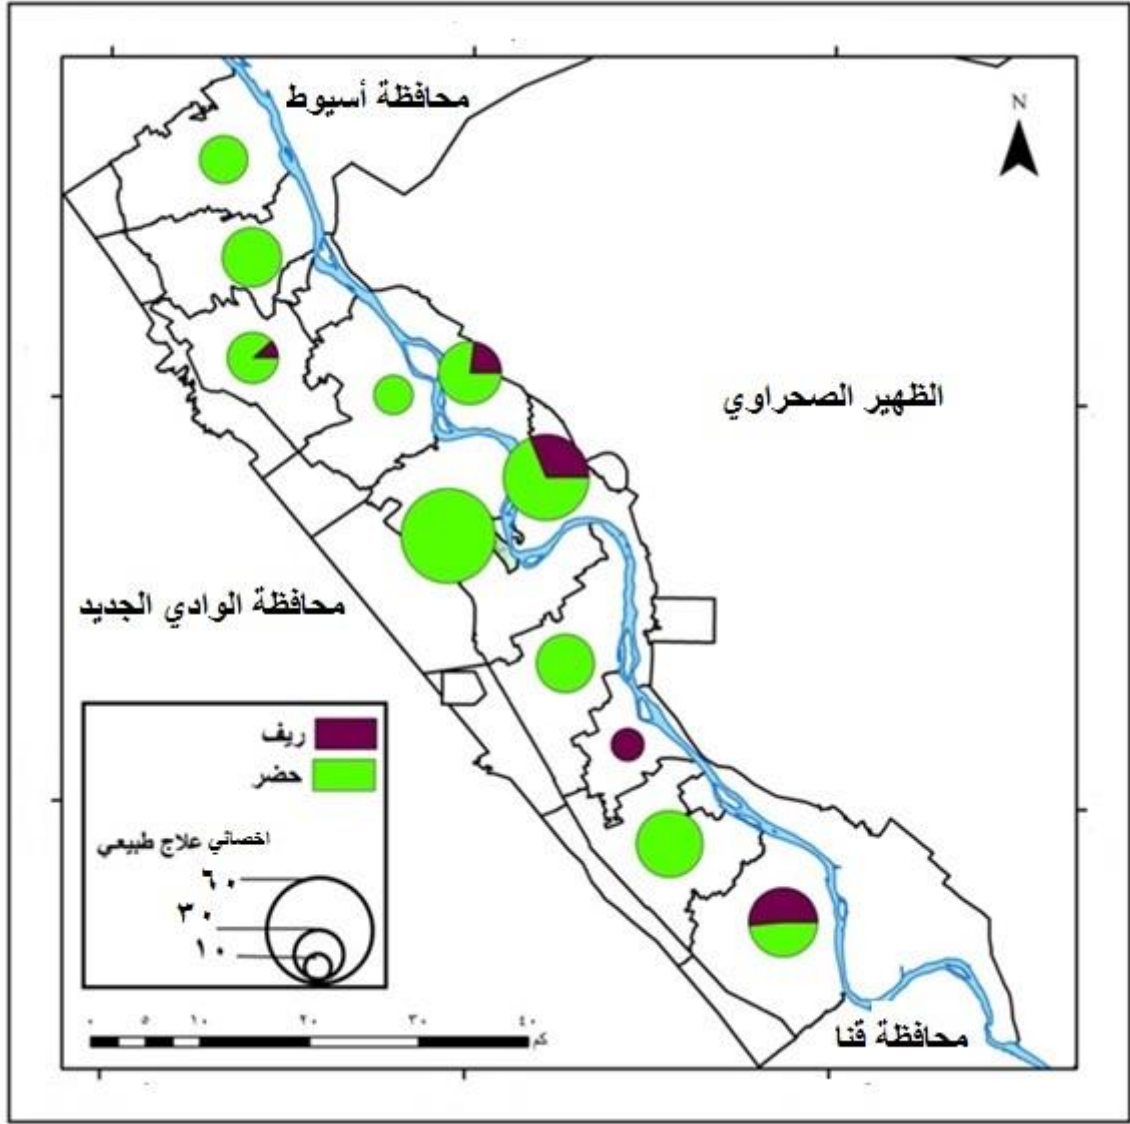 محافظة أسيوط
N
الظهير الصحراوي
محافظة الوادي الجديد
ريف
حضر
اخصائي علاج طبيعي
٦٠
٣٠
١٠
٠ ٥ ١٠ ٢٠ ٣٠ ٤٠
كم
محافظة قنا